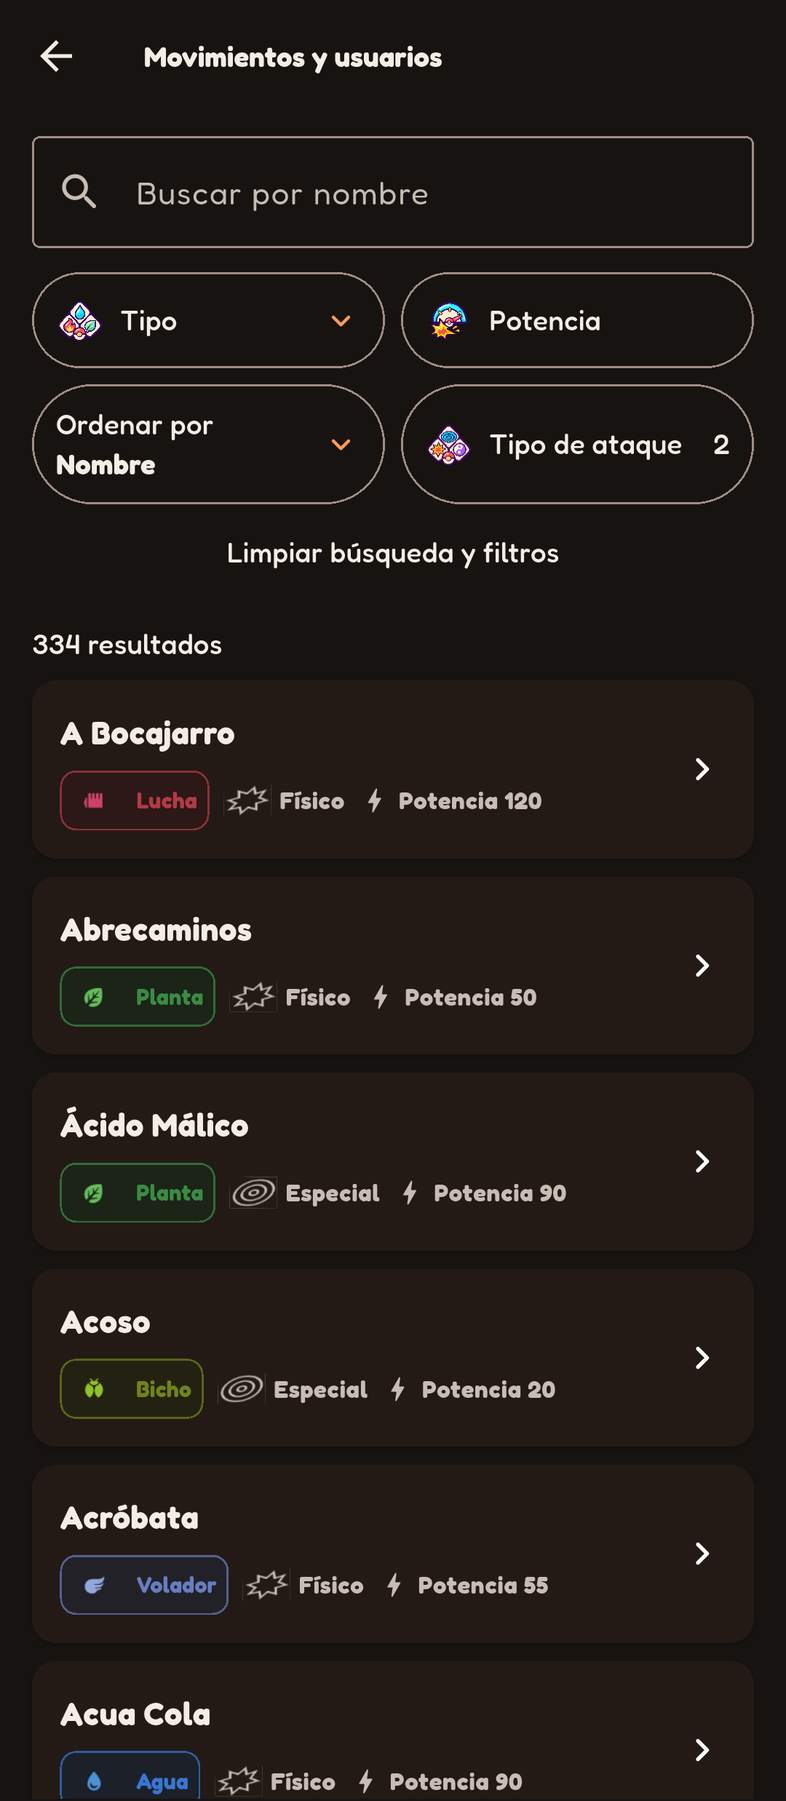 Movimientos y usuarios
Buscar por nombre
Tipo
Potencia
Ordenar por
Nombre
Tipo de ataque 2
Limpiar búsqueda y filtros
334 resultados
A Bocajarro
Lucha Físico Potencia 120
Abrecaminos
Planta Físico Potencia 50
Ácido Málico
Planta Especial Potencia 90
Acoso
Bicho Especial Potencia 20
Acróbata
Volador Físico Potencia 55
Acua Cola
Agua Físico Potencia 90